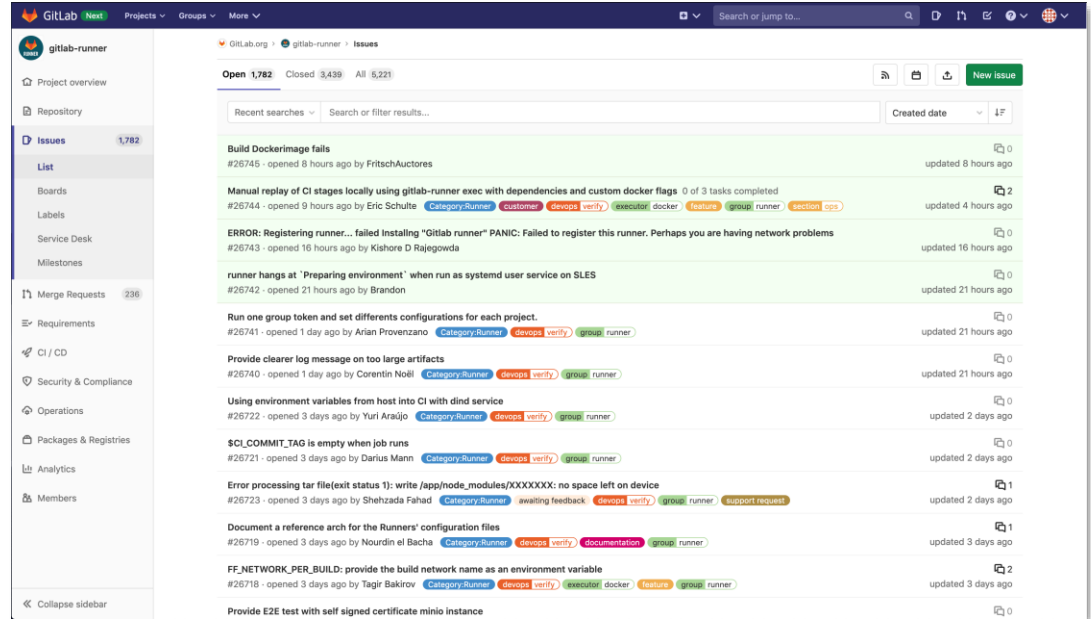 GitLab Next Projects Groups More Search or jump to...
gitlab-runner
GitLab.org > gitlab-runner > Issues
Project overview
Repository
Issues 1,782
List
Boards
Labels
Service Desk
Milestones
Merge Requests 236
Requirements
CI / CD
Security & Compliance
Operations
Packages & Registries
Analytics
Members
Collapse sidebar
Open 1,782 Closed 3,439 All 5,221 New issue
Recent searches Search or filter results... Created date
Build Dockerimage fails 0
#26745 · opened 8 hours ago by FritschAuctores updated 8 hours ago
Manual replay of CI stages locally using gitlab-runner exec with dependencies and custom docker flags 0 of 3 tasks completed 2
#26744 · opened 9 hours ago by Eric Schulte Category:Runner customer devops verify executor docker feature group runner section ops updated 4 hours ago
ERROR: Registering runner... failed Installng "Gitlab runner" PANIC: Failed to register this runner. Perhaps you are having network problems 0
#26743 · opened 16 hours ago by Kishore D Rajegowda updated 16 hours ago
runner hangs at `Preparing environment` when run as systemd user service on SLES 0
#26742 · opened 21 hours ago by Brandon updated 21 hours ago
Run one group token and set differents configurations for each project. 0
#26741 · opened 1 day ago by Arian Provenzano Category:Runner devops verify group runner updated 21 hours ago
Provide clearer log message on too large artifacts 0
#26740 · opened 1 day ago by Corentin Noël Category:Runner devops verify group runner updated 21 hours ago
Using environment variables from host into CI with dind service 0
#26722 · opened 3 days ago by Yuri Araújo Category:Runner devops verify group runner updated 2 days ago
$CI_COMMIT_TAG is empty when job runs 0
#26721 · opened 3 days ago by Darius Mann Category:Runner devops verify group runner updated 2 days ago
Error processing tar file(exit status 1): write /app/node_modules/XXXXXXX: no space left on device 1
#26723 · opened 3 days ago by Shehzada Fahad Category:Runner awaiting feedback devops verify group runner support request updated 2 days ago
Document a reference arch for the Runners' configuration files 1
#26719 · opened 3 days ago by Nourdin el Bacha Category:Runner devops verify documentation group runner updated 3 days ago
FF_NETWORK_PER_BUILD: provide the build network name as an environment variable 2
#26718 · opened 3 days ago by Tagir Bakirov Category:Runner devops verify executor docker feature group runner updated 3 days ago
Provide E2E test with self signed certificate minio instance 0